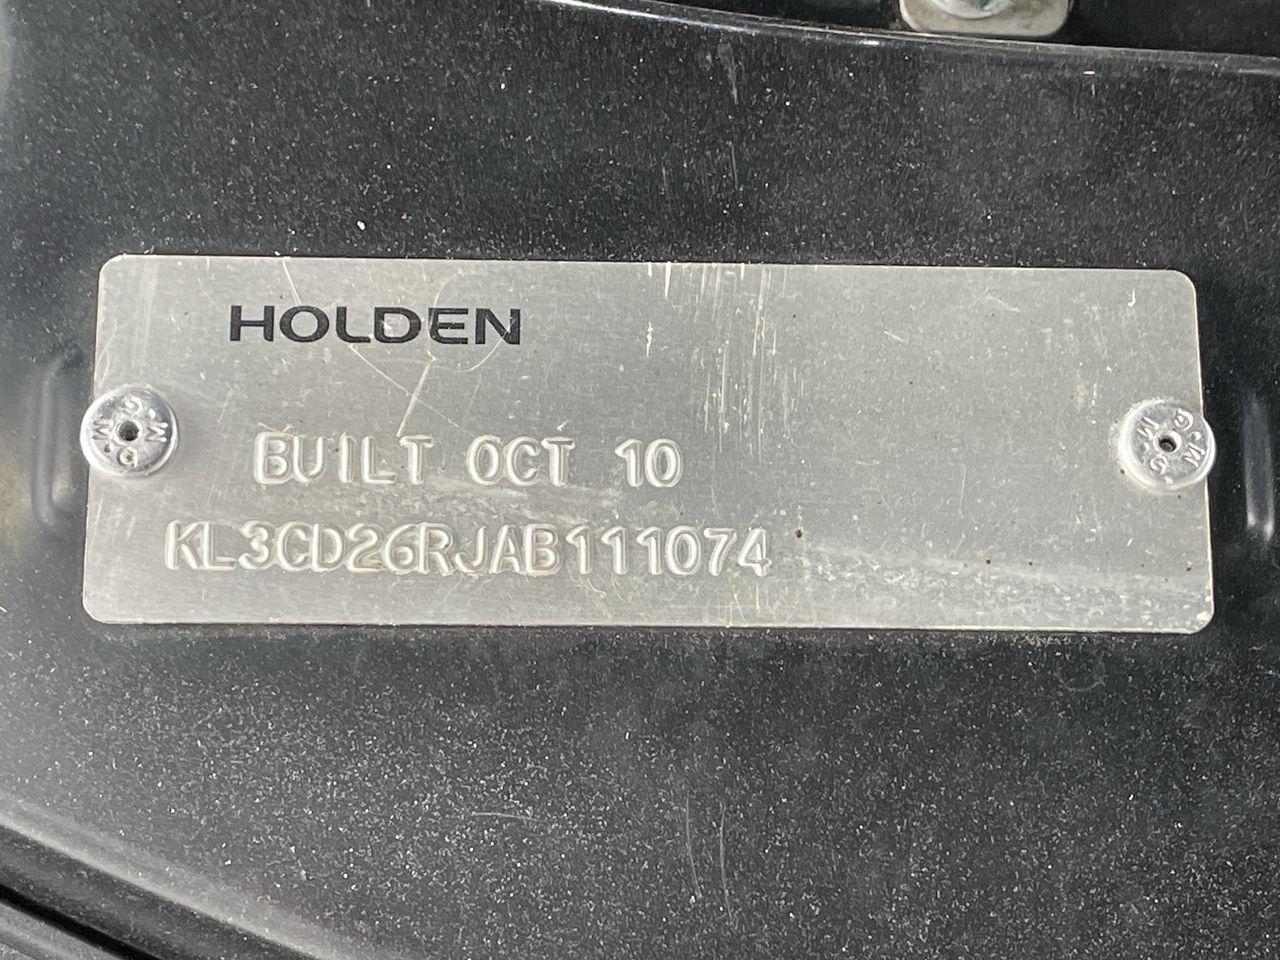 HOLDEN
BUILT OCT 10
KL3CD26RJAB111074